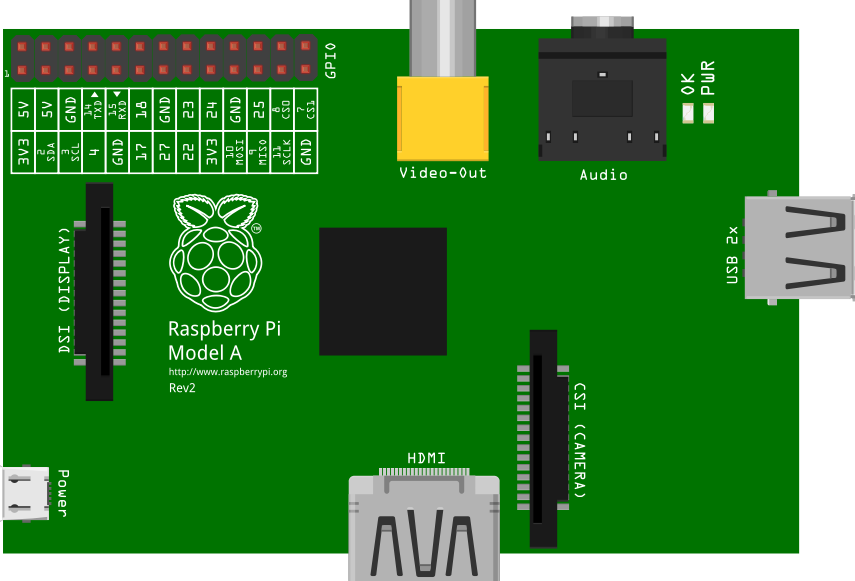 GPIO
1
5V 5V GND 14 TXD 15 RXD 18 GND 23 24 GND 25 8 CS0 7 CS1
3V3 2 SDA 3 SCL 4 GND 17 27 22 3V3 10 MOSI 9 MISO 11 SCLK GND
Video-Out
Audio
OK
PWR
USB 2x
DSI (DISPLAY)
TM
Raspberry Pi
Model A
http://www.raspberrypi.org
Rev2
CSI (CAMERA)
HDMI
Power